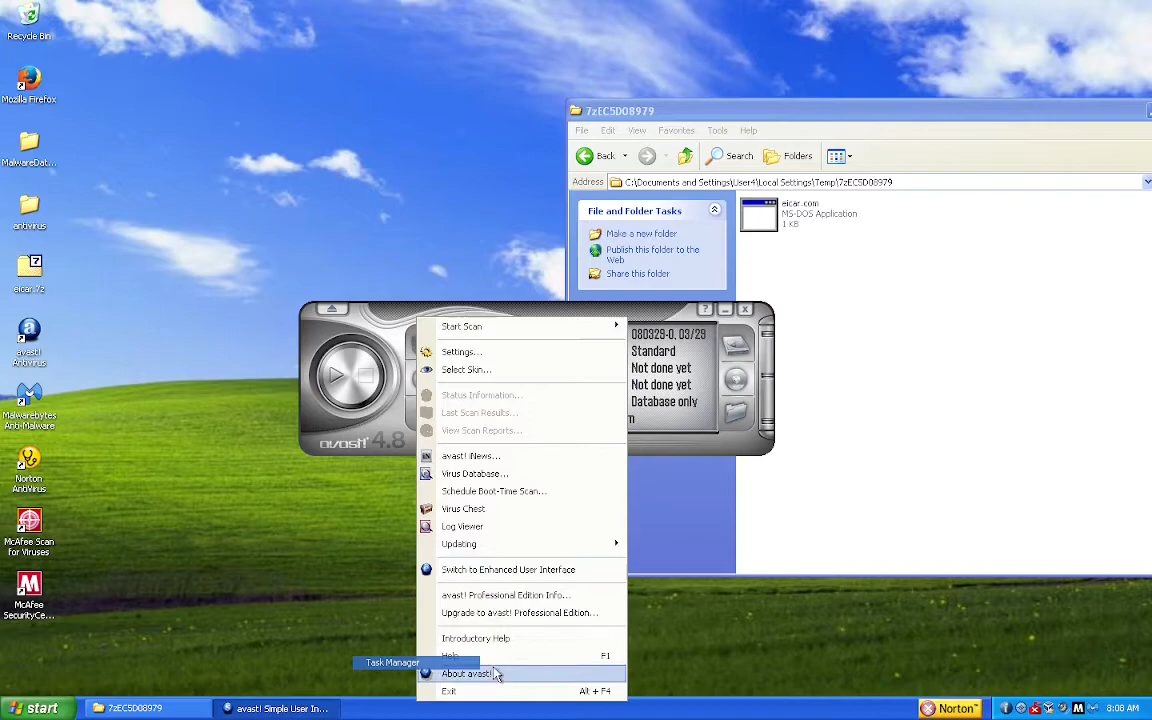 Recycle Bin
Mozilla Firefox
MalwareDat...
antivirus
eicar.7z
avast!
Antivirus
Malwarebytes
Anti-Malware
Norton
AntiVirus
McAfee Scan
for Viruses
McAfee
SecurityCe...
7zEC5D08979
File Edit View Favorites Tools Help
Back Search Folders
Address C:\Documents and Settings\User4\Local Settings\Temp\7zEC5D08979
File and Folder Tasks
Make a new folder
Publish this folder to the
Web
Share this folder
eicar.com
MS-DOS Application
1 KB
avast! 4.8
080329-0, 03/29
Standard
Not done yet
Not done yet
Database only
Start Scan
Settings...
Select Skin...
Status Information...
Last Scan Results...
View Scan Reports...
avast! iNews...
Virus Database...
Schedule Boot-Time Scan...
Virus Chest
Log Viewer
Updating
Switch to Enhanced User Interface
avast! Professional Edition Info...
Upgrade to avast! Professional Edition...
Introductory Help
Help F1
About avast!
Exit Alt + F4
Task Manager
start
7zEC5D08979
avast! Simple User In...
Norton™
8:08 AM